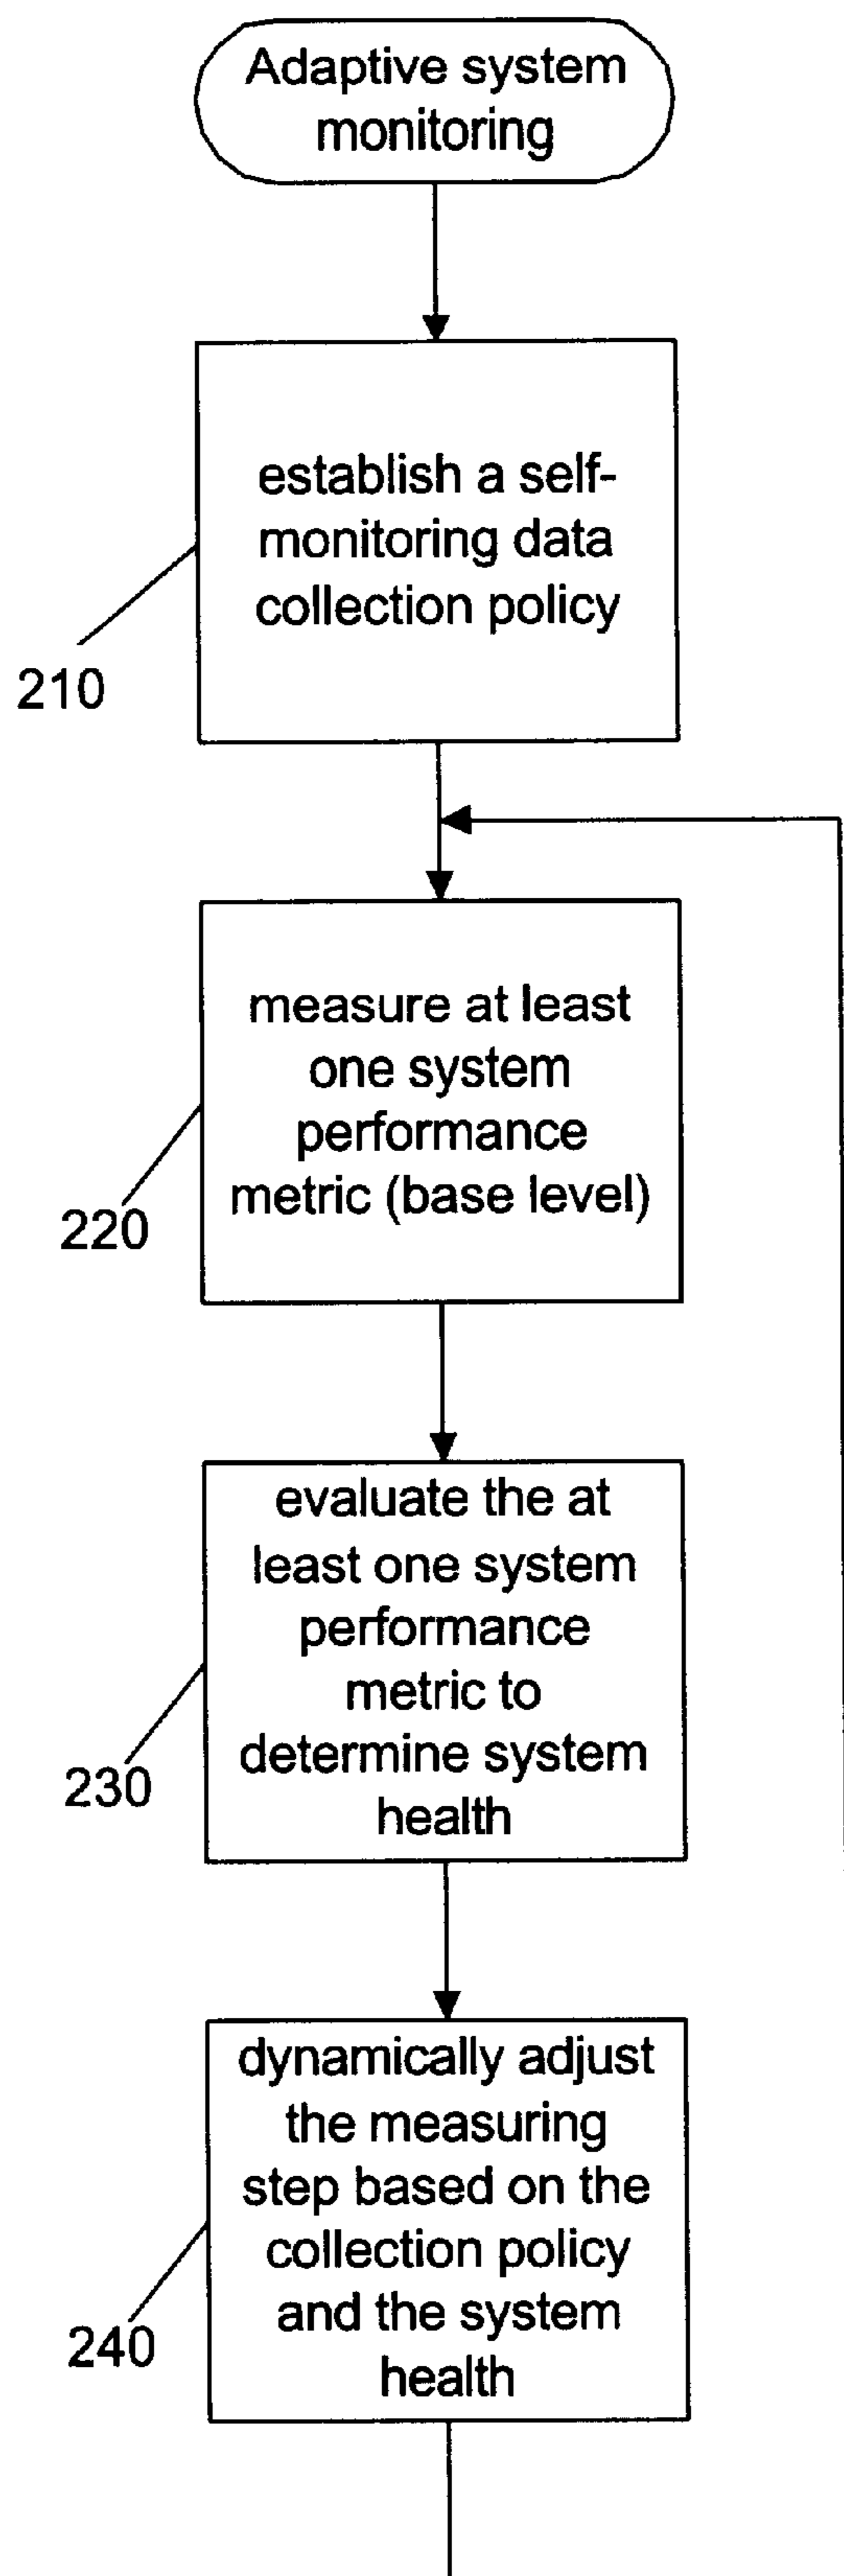 Adaptive system
monitoring
establish a self-
monitoring data
collection policy
210
measure at least
one system
performance
metric (base level)
220
evaluate the at
least one system
performance
metric to
determine system
health
230
dynamically adjust
the measuring
step based on the
collection policy
and the system
health
240